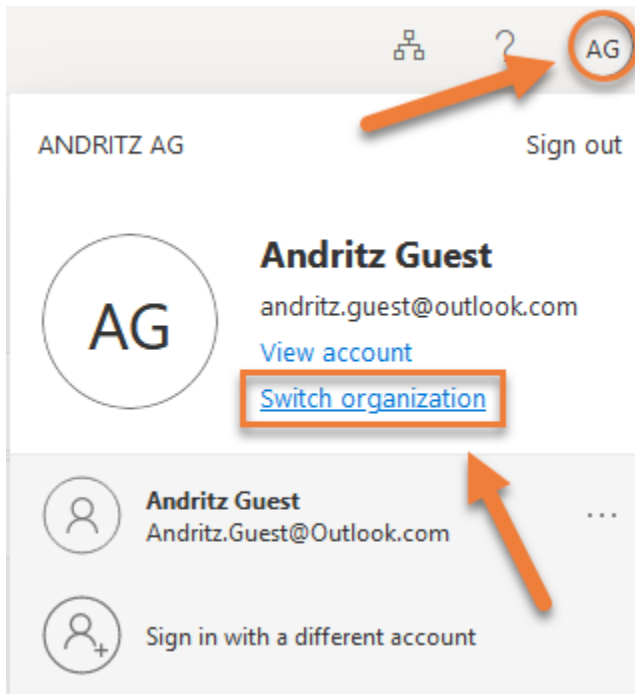 ? AG
ANDRITZ AG Sign out
AG
Andritz Guest
andritz.guest@outlook.com
View account
Switch organization
Andritz Guest
...
Andritz.Guest@Outlook.com
Sign in with a different account